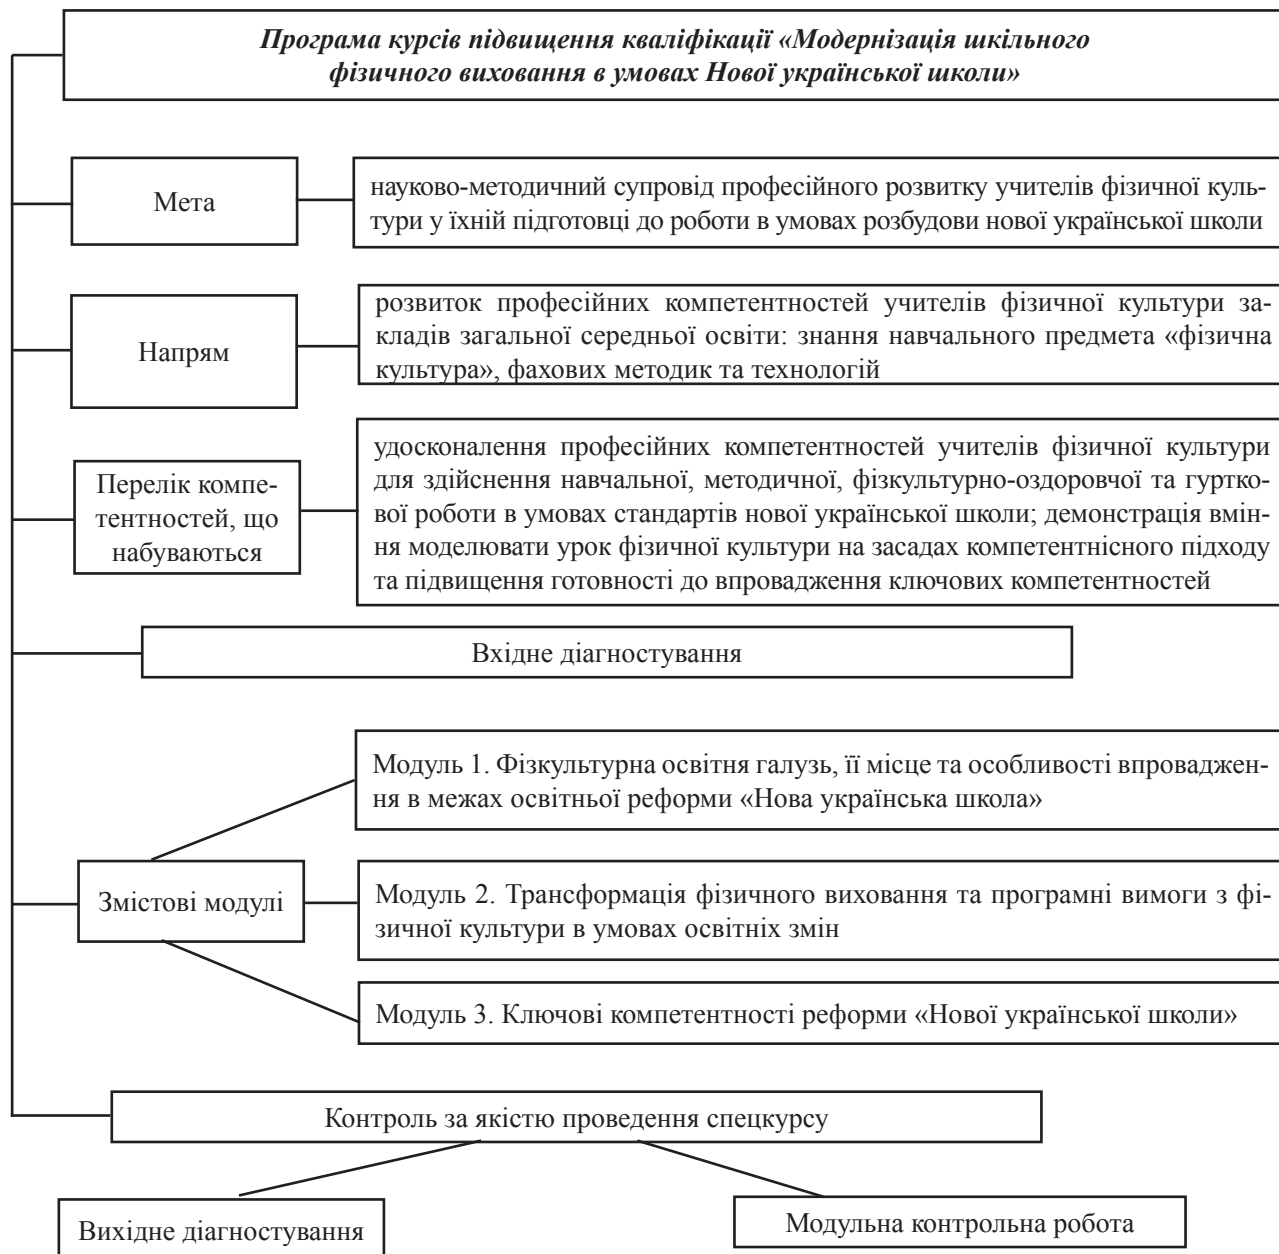 Програма курсів підвищення кваліфікації «Модернізація шкільного
фізичного виховання в умовах Нової української школи»
Мета
науково-методичний супровід професійного розвитку учителів фізичної куль-
тури у їхній підготовці до роботи в умовах розбудови нової української школи
Напрям
розвиток професійних компетентностей учителів фізичної культури за-
кладів загальної середньої освіти: знання навчального предмета «фізична
культура», фахових методик та технологій
Перелік компе-
тентностей, що
набуваються
удосконалення професійних компетентностей учителів фізичної культури
для здійснення навчальної, методичної, фізкультурно-оздоровчої та гуртко-
вої роботи в умовах стандартів нової української школи; демонстрація вмін-
ня моделювати урок фізичної культури на засадах компетентнісного підходу
та підвищення готовності до впровадження ключових компетентностей
Вхідне діагностування
Змістові модулі
Модуль 1. Фізкультурна освітня галузь, її місце та особливості впроваджен-
ня в межах освітньої реформи «Нова українська школа»
Модуль 2. Трансформація фізичного виховання та програмні вимоги з фі-
зичної культури в умовах освітніх змін
Модуль 3. Ключові компетентності реформи «Нової української школи»
Контроль за якістю проведення спецкурсу
Вихідне діагностування
Модульна контрольна робота